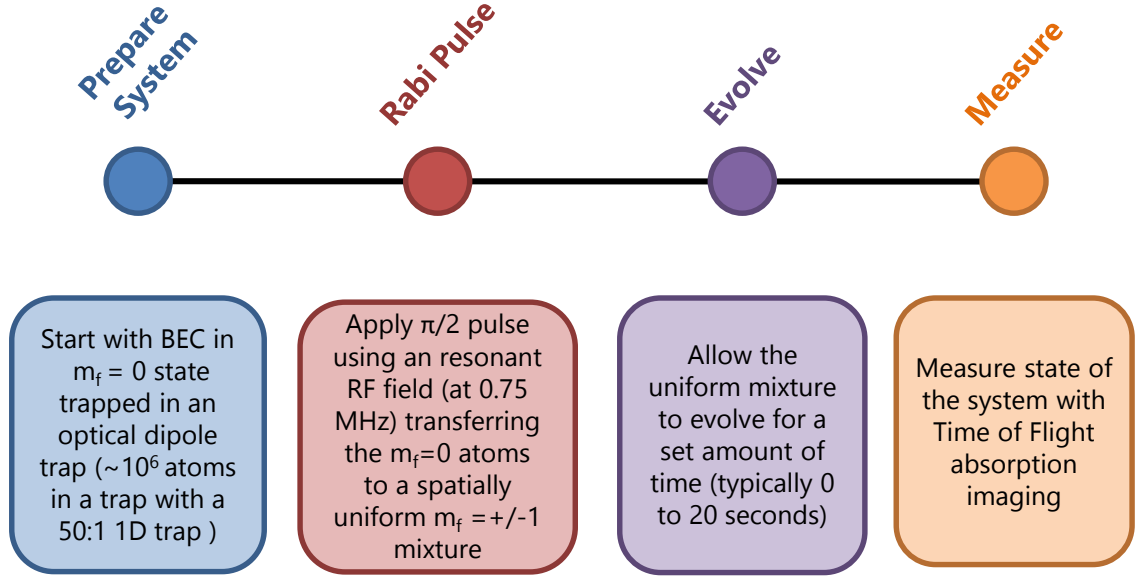 Prepare
System
Rabi Pulse
Evolve
Measure
Start with BEC in
m_f = 0 state
trapped in an
optical dipole
trap (~10⁶ atoms
in a trap with a
50:1 1D trap )
Apply π/2 pulse
using an resonant
RF field (at 0.75
MHz) transferring
the m_f=0 atoms
to a spatially
uniform m_f =+/-1
mixture
Allow the
uniform mixture
to evolve for a
set amount of
time (typically 0
to 20 seconds)
Measure state of
the system with
Time of Flight
absorption
imaging